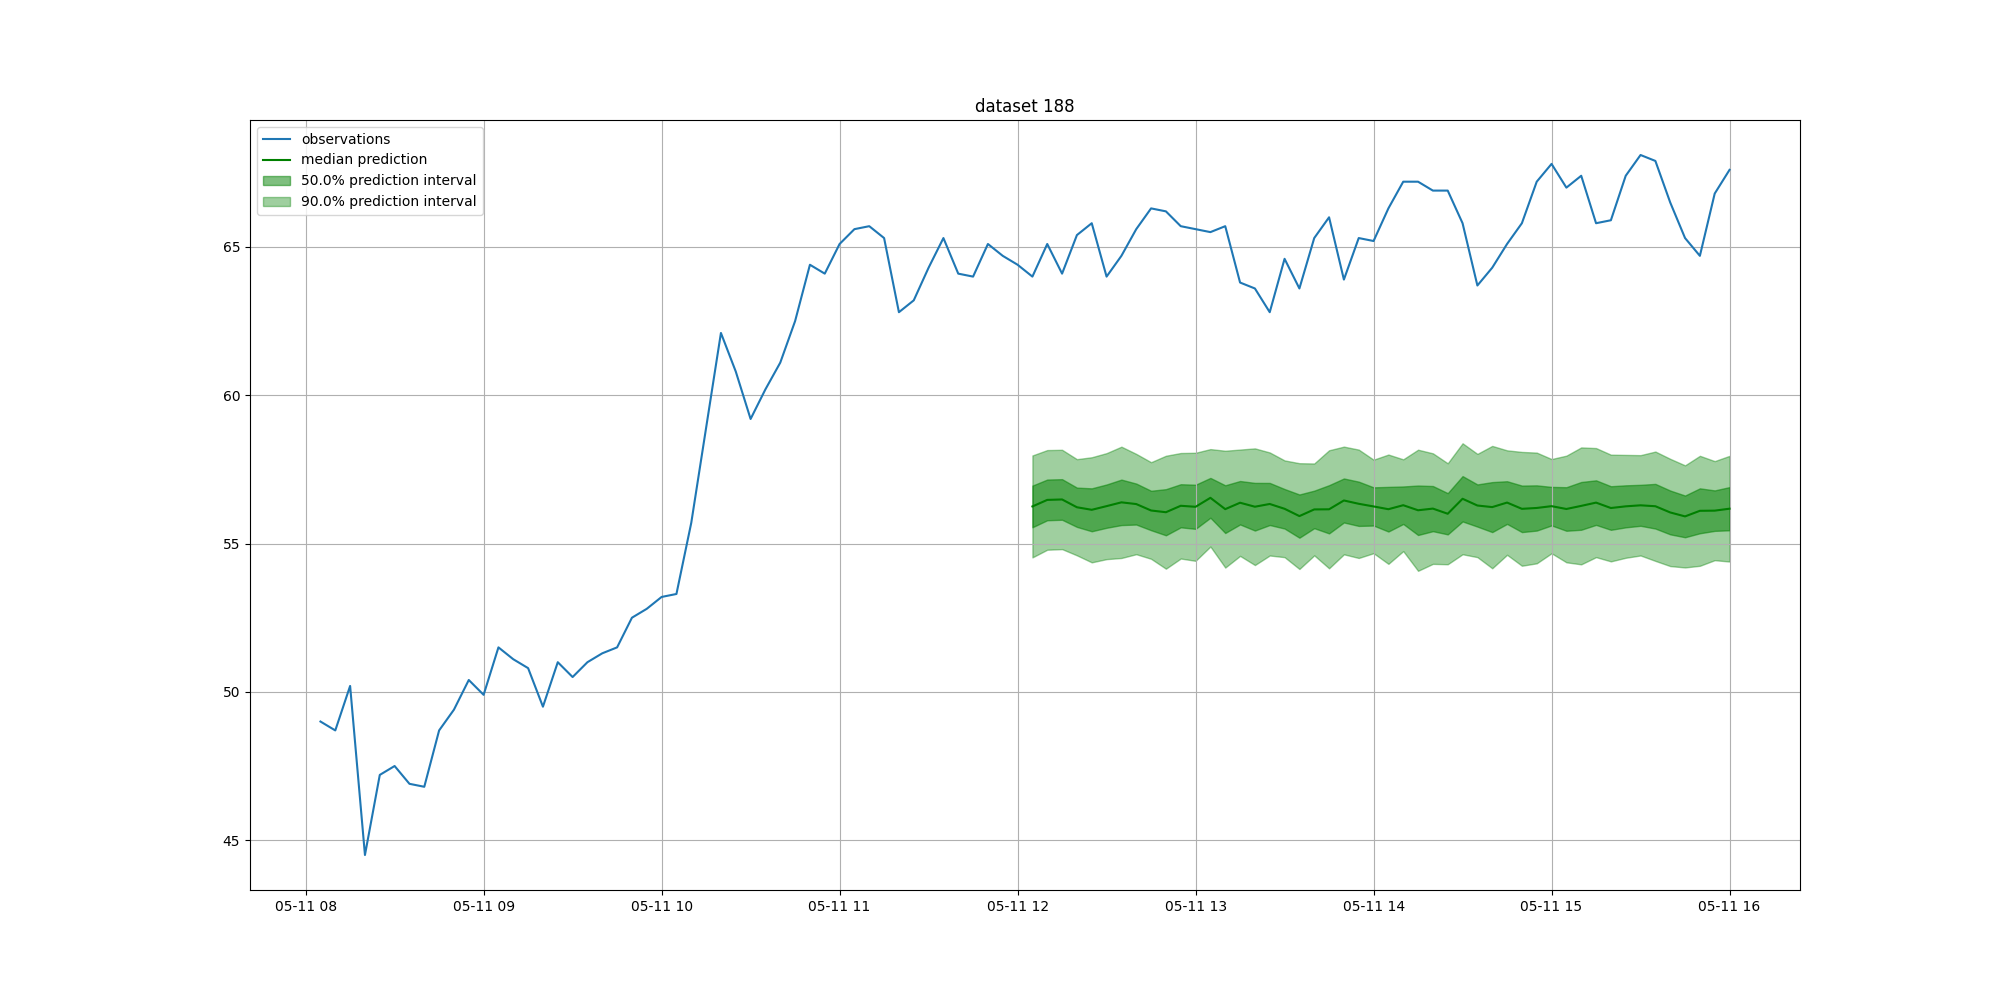 dataset 188
observations
median prediction
50.0% prediction interval
90.0% prediction interval
65
60
55
50
45
05-11 08
05-11 09
05-11 10
05-11 11
05-11 12
05-11 13
05-11 14
05-11 15
05-11 16